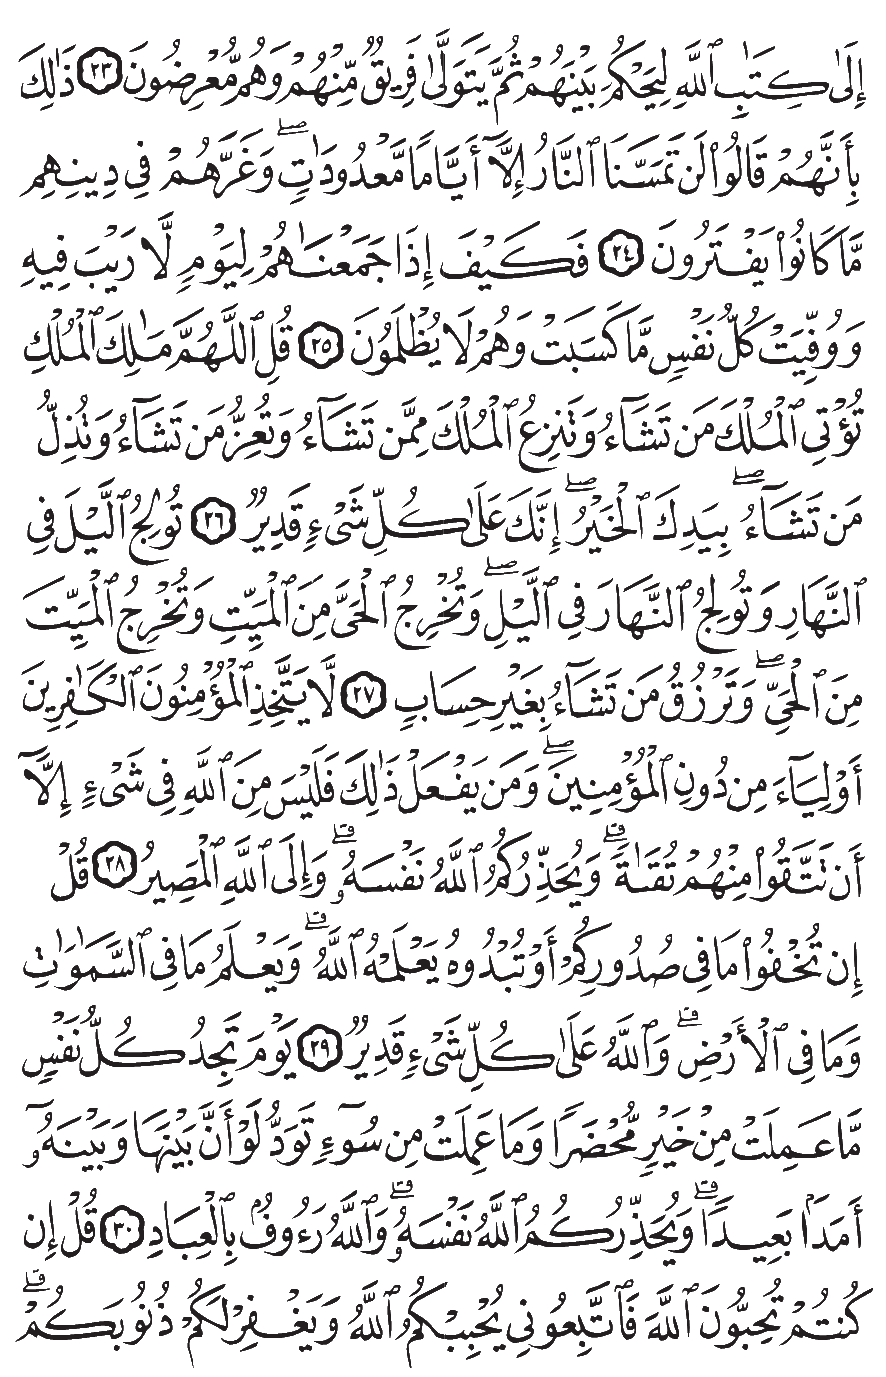 إِلَىٰ كِتَٰبِ ٱللَّهِ لِيَحْكُمَ بَيْنَهُمْ ثُمَّ يَتَوَلَّىٰ فَرِيقٌ مِّنْهُمْ وَهُم مُّعْرِضُونَ ٢٣ ذَٰلِكَ
بِأَنَّهُمْ قَالُوا۟ لَن تَمَسَّنَا ٱلنَّارُ إِلَّآ أَيَّامًا مَّعْدُودَٰتٍ ۖ وَغَرَّهُمْ فِي دِينِهِم
مَّا كَانُوا۟ يَفْتَرُونَ ٢٤ فَكَيْفَ إِذَا جَمَعْنَٰهُمْ لِيَوْمٍ لَّا رَيْبَ فِيهِ
وَوُفِّيَتْ كُلُّ نَفْسٍ مَّا كَسَبَتْ وَهُمْ لَا يُظْلَمُونَ ٢٥ قُلِ ٱللَّهُمَّ مَٰلِكَ ٱلْمُلْكِ
تُؤْتِي ٱلْمُلْكَ مَن تَشَآءُ وَتَنزِعُ ٱلْمُلْكَ مِمَّن تَشَآءُ وَتُعِزُّ مَن تَشَآءُ وَتُذِلُّ
مَن تَشَآءُ ۖ بِيَدِكَ ٱلْخَيْرُ ۖ إِنَّكَ عَلَىٰ كُلِّ شَىْءٍ قَدِيرٌ ٢٦ تُولِجُ ٱلَّيْلَ فِي
ٱلنَّهَارِ وَتُولِجُ ٱلنَّهَارَ فِي ٱلَّيْلِ ۖ وَتُخْرِجُ ٱلْحَىَّ مِنَ ٱلْمَيِّتِ وَتُخْرِجُ ٱلْمَيِّتَ
مِنَ ٱلْحَىِّ ۖ وَتَرْزُقُ مَن تَشَآءُ بِغَيْرِ حِسَابٍ ٢٧ لَّا يَتَّخِذِ ٱلْمُؤْمِنُونَ ٱلْكَٰفِرِينَ
أَوْلِيَآءَ مِن دُونِ ٱلْمُؤْمِنِينَ ۖ وَمَن يَفْعَلْ ذَٰلِكَ فَلَيْسَ مِنَ ٱللَّهِ فِي شَىْءٍ إِلَّآ
أَن تَتَّقُوا۟ مِنْهُمْ تُقَىٰةً ۗ وَيُحَذِّرُكُمُ ٱللَّهُ نَفْسَهُۥ ۗ وَإِلَى ٱللَّهِ ٱلْمَصِيرُ ٢٨ قُلْ
إِن تُخْفُوا۟ مَا فِي صُدُورِكُمْ أَوْ تُبْدُوهُ يَعْلَمْهُ ٱللَّهُ ۗ وَيَعْلَمُ مَا فِي ٱلسَّمَٰوَٰتِ
وَمَا فِي ٱلْأَرْضِ ۗ وَٱللَّهُ عَلَىٰ كُلِّ شَىْءٍ قَدِيرٌ ٢٩ يَوْمَ تَجِدُ كُلُّ نَفْسٍ
مَّا عَمِلَتْ مِنْ خَيْرٍ مُّحْضَرًا وَمَا عَمِلَتْ مِن سُوٓءٍ تَوَدُّ لَوْ أَنَّ بَيْنَهَا وَبَيْنَهُۥٓ
أَمَدًۢا بَعِيدًا ۗ وَيُحَذِّرُكُمُ ٱللَّهُ نَفْسَهُۥ ۗ وَٱللَّهُ رَءُوفٌۢ بِٱلْعِبَادِ ٣٠ قُلْ إِن
كُنتُمْ تُحِبُّونَ ٱللَّهَ فَٱتَّبِعُونِي يُحْبِبْكُمُ ٱللَّهُ وَيَغْفِرْ لَكُمْ ذُنُوبَكُمْ ۗ